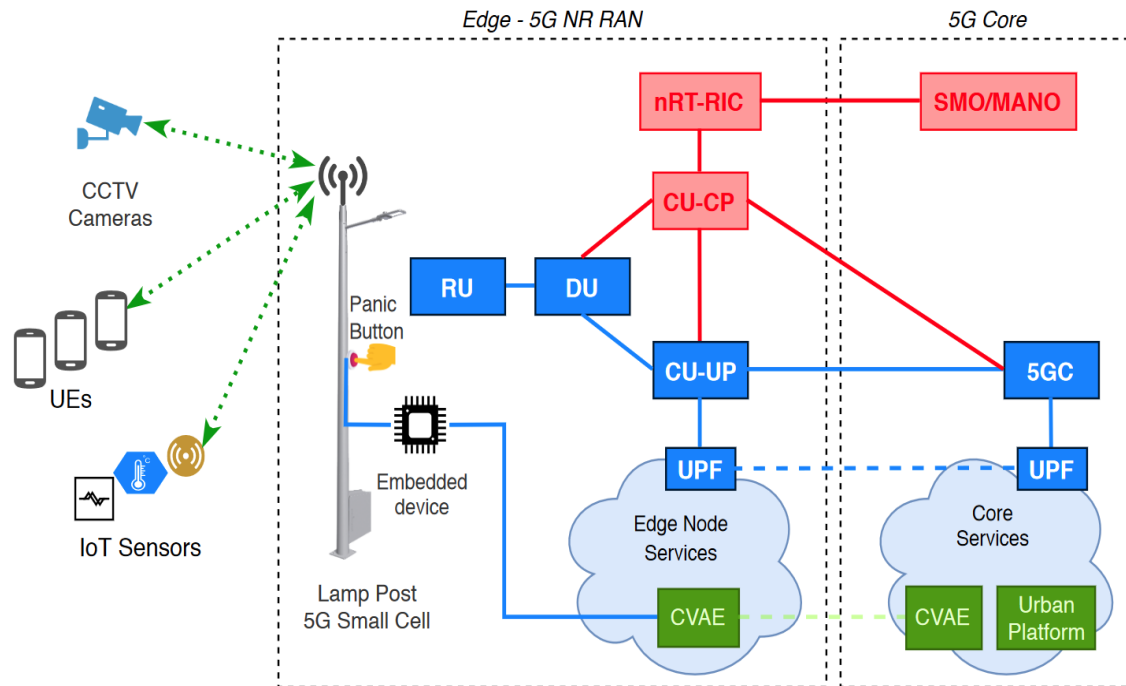 Edge - 5G NR RAN
5G Core
nRT-RIC
SMO/MANO
CCTV
Cameras
CU-CP
RU
DU
Panic
Button
CU-UP
5GC
UEs
UPF
UPF
°C
Embedded
device
Edge Node
Services
Core
Services
IoT Sensors
Lamp Post
5G Small Cell
CVAE
CVAE
Urban
Platform